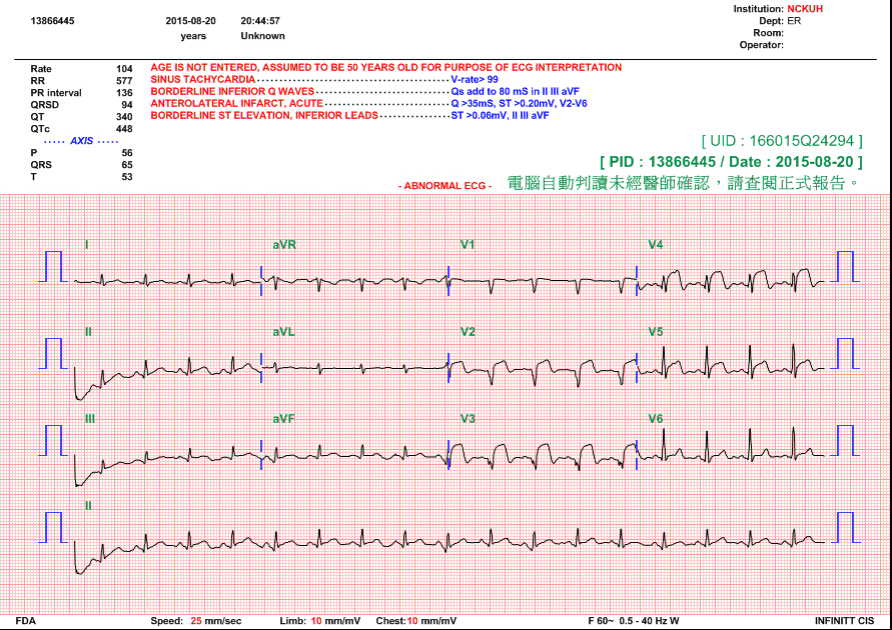 Institution: NCKUH
13866445 2015-08-20 20:44:57 Dept: ER
years Unknown Room:
Operator:
Rate 104 AGE IS NOT ENTERED, ASSUMED TO BE 50 YEARS OLD FOR PURPOSE OF ECG INTERPRETATION
RR 577 SINUS TACHYCARDIA - - - - - - - - - - - - - - - - - - - - - V-rate> 99
PR interval 136 BORDERLINE INFERIOR Q WAVES - - - - - - - - - - - - - - - Qs add to 80 mS in II III aVF
QRSD 94 ANTEROLATERAL INFARCT, ACUTE - - - - - - - - - - - - - - Q >35mS, ST >0.20mV, V2-V6
QT 340 BORDERLINE ST ELEVATION, INFERIOR LEADS - - - - - - - - ST >0.06mV, II III aVF
QTc 448
----- AXIS -----
P 56
QRS 65
T 53
[ UID : 166015Q24294 ]
[ PID : 13866445 / Date : 2015-08-20 ]
- ABNORMAL ECG - 電腦自動判讀未經醫師確認，請查閱正式報告。
I aVR V1 V4
II aVL V2 V5
III aVF V3 V6
II
FDA Speed: 25 mm/sec Limb: 10 mm/mV Chest:10 mm/mV F 60~ 0.5 - 40 Hz W INFINITT CIS